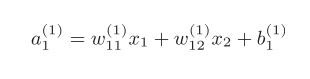 $a_1^{(1)} = w_{11}^{(1)} x_1 + w_{12}^{(1)} x_2 + b_1^{(1)}$